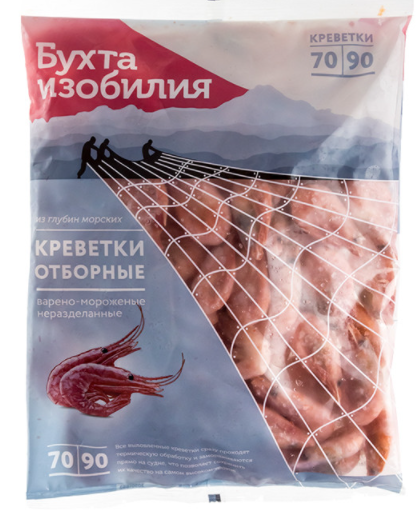 Бухта
изобилия
КРЕВЕТКИ
70|90
из глубин морских
КРЕВЕТКИ
ОТБОРНЫЕ
варено-мороженые
неразделанные
70|90